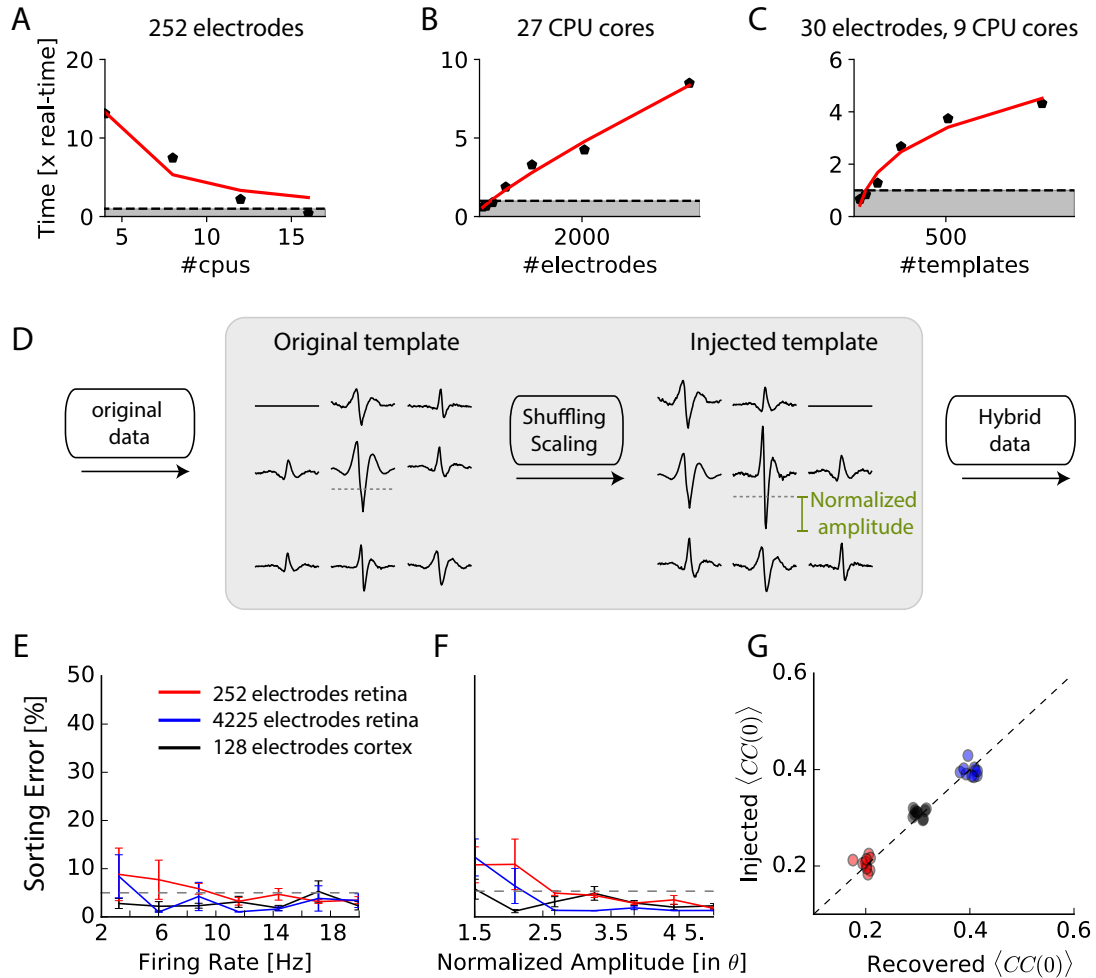 A
252 electrodes
Time [x real-time]
20
10
0
5
10
15
#cpus
B
27 CPU cores
10
5
0
2000
#electrodes
C
30 electrodes, 9 CPU cores
6
4
2
0
500
#templates
D
original
data
Original template
Shuffling
Scaling
Injected template
Normalized
amplitude
Hybrid
data
E
Sorting Error [%]
50
40
30
20
10
0
252 electrodes retina
4225 electrodes retina
128 electrodes cortex
2
6
10
14
18
Firing Rate [Hz]
F
1.5
2.5
3.5
4.5
5.
Normalized Amplitude [in θ]
G
Injected ⟨CC(0)⟩
0.6
0.4
0.2
0.2
0.4
0.6
Recovered ⟨CC(0)⟩